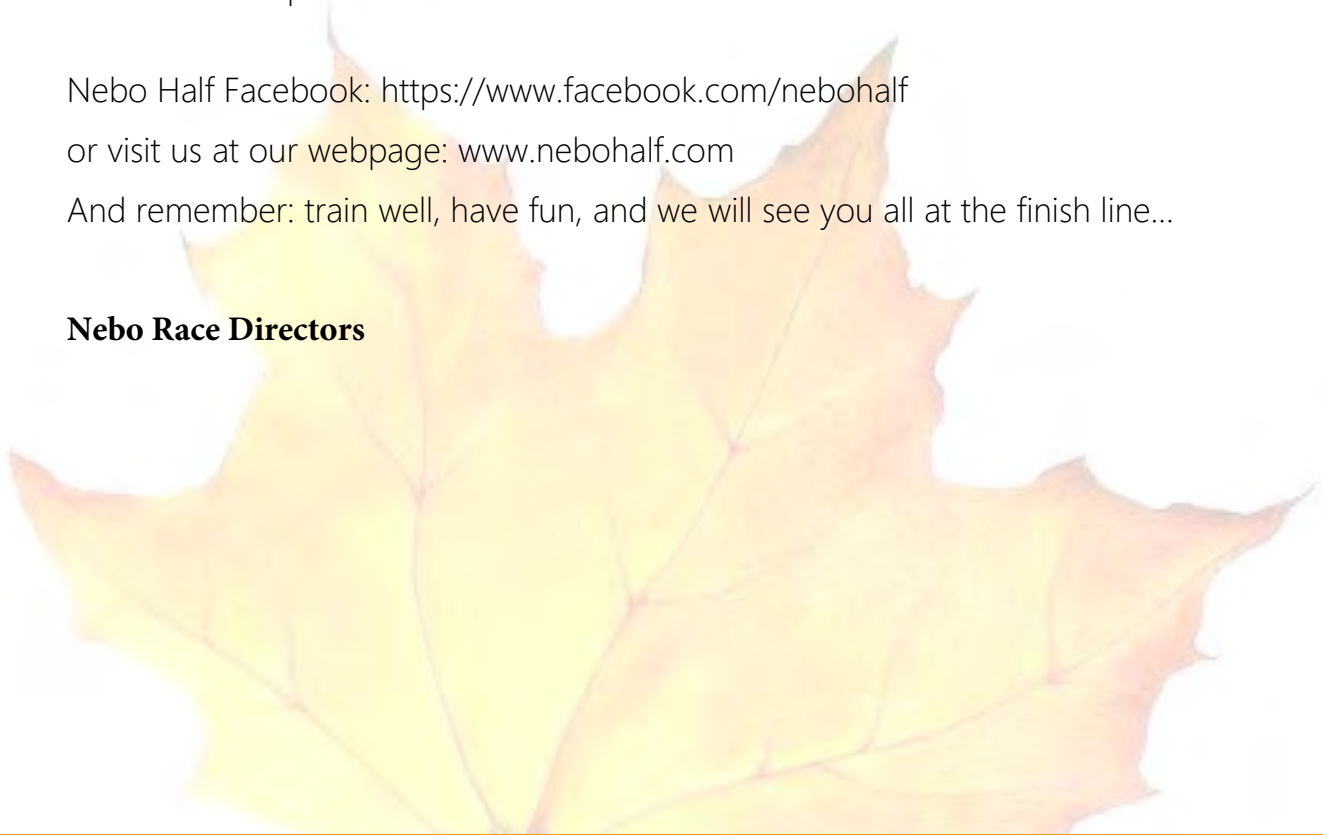 Nebo Half Facebook: https://www.facebook.com/nebohalf
or visit us at our webpage: www.nebohalf.com
And remember: train well, have fun, and we will see you all at the finish line...
Nebo Race Directors